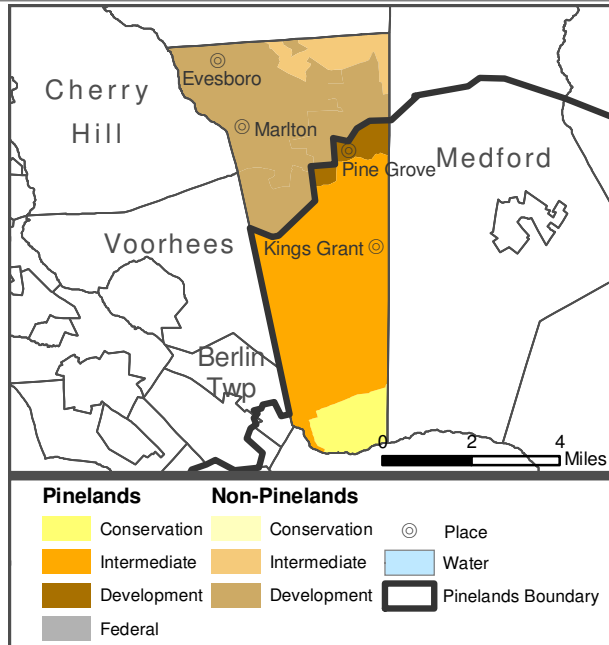 Evesboro
Cherry
Hill
Marlton
Medford
Pine Grove
Voorhees
Kings Grant
Berlin
Twp
0 2 4
Miles
Pinelands Non-Pinelands
Conservation Conservation Place
Intermediate Intermediate Water
Development Development Pinelands Boundary
Federal